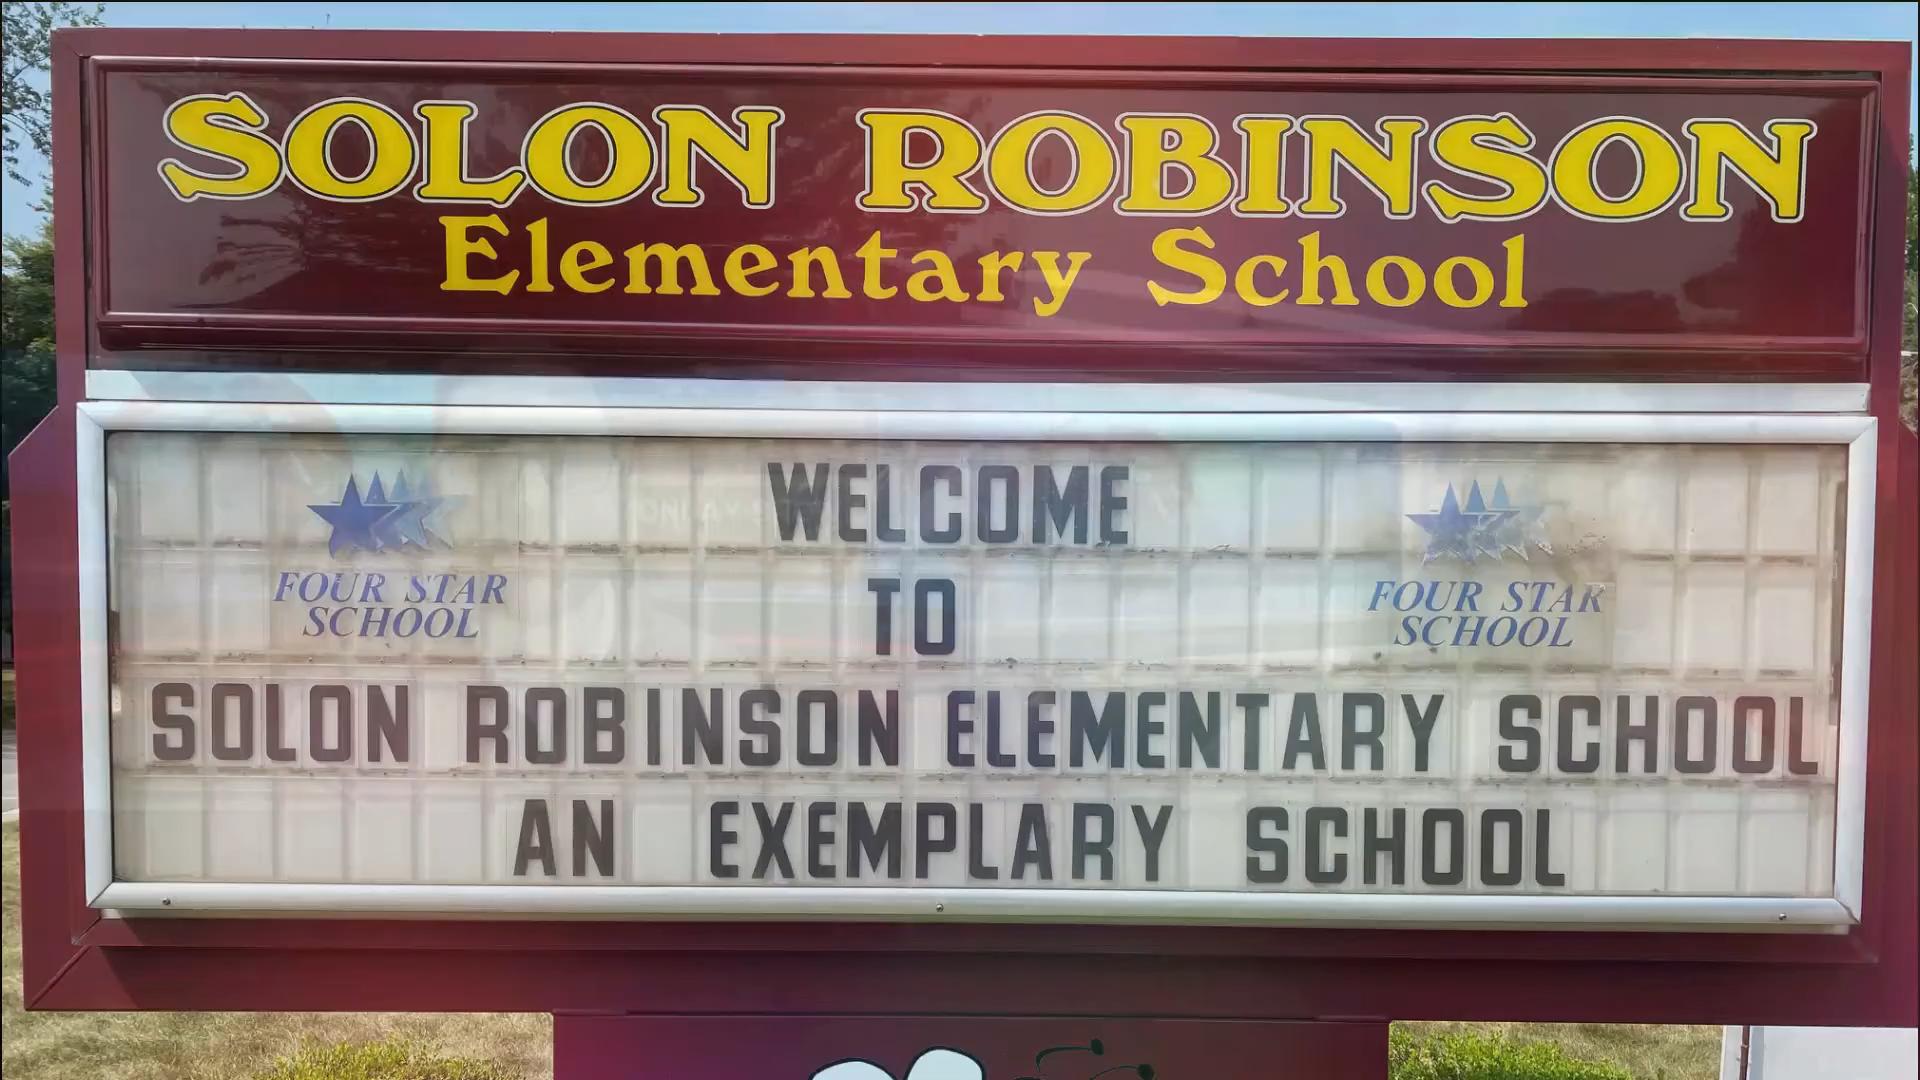 SOLON ROBINSON
Elementary School
WELCOME
TO
FOUR STAR
SCHOOL
FOUR STAR
SCHOOL
SOLON ROBINSON ELEMENTARY SCHOOL
AN EXEMPLARY SCHOOL